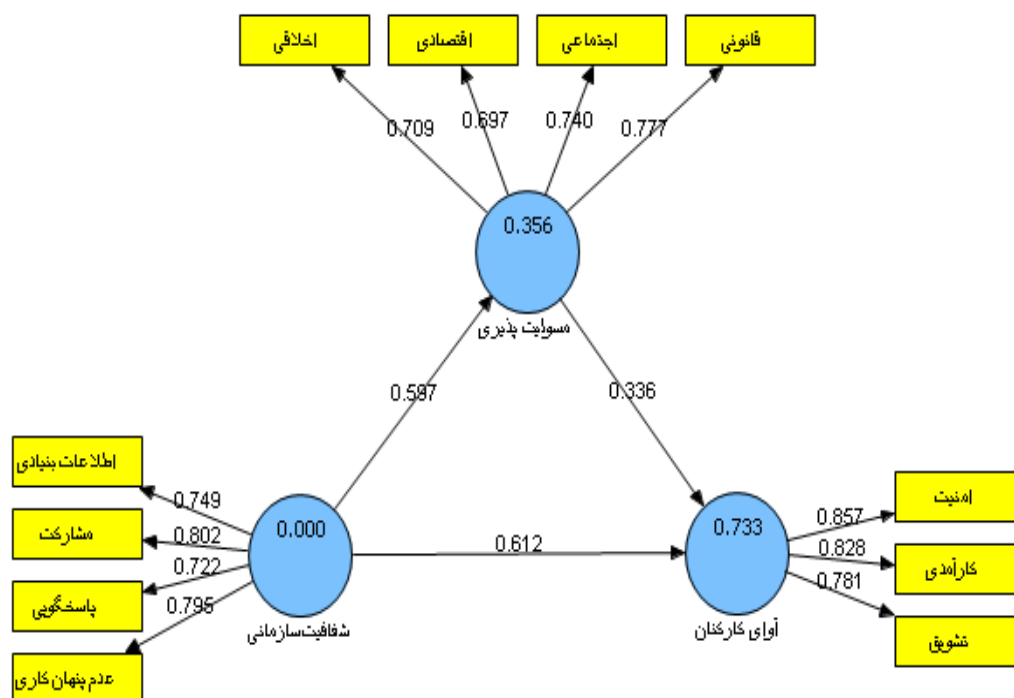 اخلاقی
اقتصادی
اجتماعی
قانونی
0.709
0.697
0.740
0.777
0.356
مسولیت پذیری
0.597
0.336
اطلاعات بنیادی
مشارکت
پاسخگویی
عدم پنهان کاری
0.749
0.802
0.722
0.795
0.000
شفافیت‌سازمانی
0.612
0.733
آوای کارکنان
0.857
0.828
0.781
امنیت
کارآمدی
تشویق